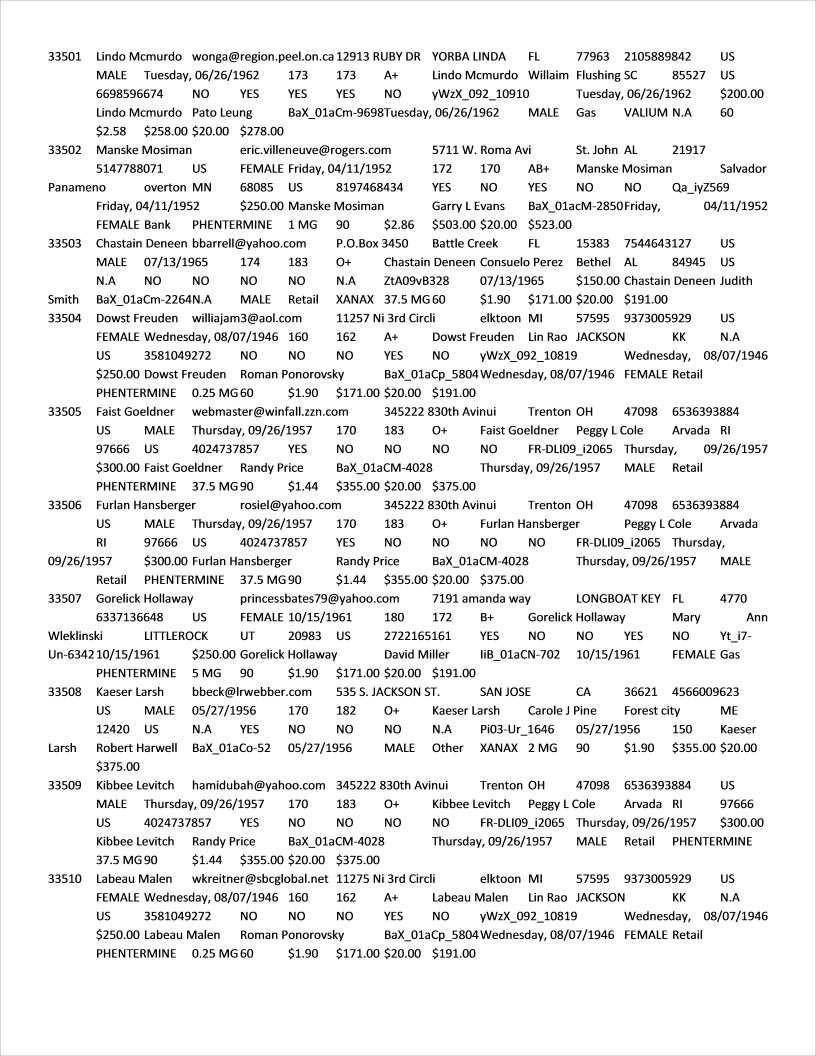 33501 Lindo Mcmurdo wonga@region.peel.on.ca 12913 RUBY DR YORBA LINDA FL 77963 2105889842 US
MALE Tuesday, 06/26/1962 173 173 A+ Lindo Mcmurdo Willaim Flushing SC 85527 US
6698596674 NO YES YES YES NO yWzX_092_10910 Tuesday, 06/26/1962 $200.00
Lindo Mcmurdo Pato Leung BaX_01aCm-9698Tuesday, 06/26/1962 MALE Gas VALIUM N.A 60
$2.58 $258.00 $20.00 $278.00
33502 Manske Mosiman eric.villeneuve@rogers.com 5711 W. Roma Avi St. John AL 21917
5147788071 US FEMALE Friday, 04/11/1952 172 170 AB+ Manske Mosiman Salvador
Panameno overton MN 68085 US 8197468434 YES NO YES NO NO Qa_iyZ569
Friday, 04/11/1952 $250.00 Manske Mosiman Garry L Evans BaX_01acM-2850Friday, 04/11/1952
FEMALE Bank PHENTERMINE 1 MG 90 $2.86 $503.00 $20.00 $523.00
33503 Chastain Deneen bbarrell@yahoo.com P.O.Box 3450 Battle Creek FL 15383 7544643127 US
MALE 07/13/1965 174 183 O+ Chastain Deneen Consuelo Perez Bethel AL 84945 US
N.A NO NO NO NO N.A ZtA09vB328 07/13/1965 $150.00 Chastain Deneen Judith
Smith BaX_01aCm-2264N.A MALE Retail XANAX 37.5 MG 60 $1.90 $171.00 $20.00 $191.00
33504 Dowst Freuden williajam3@aol.com 11257 Ni 3rd Circli elktoon MI 57595 9373005929 US
FEMALE Wednesday, 08/07/1946 160 162 A+ Dowst Freuden Lin Rao JACKSON KK N.A
US 3581049272 NO NO NO YES NO yWzX_092_10819 Wednesday, 08/07/1946
$250.00 Dowst Freuden Roman Ponorovsky BaX_01aCp_5804Wednesday, 08/07/1946 FEMALE Retail
PHENTERMINE 0.25 MG 60 $1.90 $171.00 $20.00 $191.00
33505 Faist Goeldner webmaster@winfall.zzn.com 345222 830th Avinui Trenton OH 47098 6536393884
US MALE Thursday, 09/26/1957 170 183 O+ Faist Goeldner Peggy L Cole Arvada RI
97666 US 4024737857 YES NO NO NO NO FR-DLI09_i2065 Thursday, 09/26/1957
$300.00 Faist Goeldner Randy Price BaX_01aCM-4028 Thursday, 09/26/1957 MALE Retail
PHENTERMINE 37.5 MG 90 $1.44 $355.00 $20.00 $375.00
33506 Furlan Hansberger rosiel@yahoo.com 345222 830th Avinui Trenton OH 47098 6536393884
US MALE Thursday, 09/26/1957 170 183 O+ Furlan Hansberger Peggy L Cole Arvada
RI 97666 US 4024737857 YES NO NO NO NO FR-DLI09_i2065 Thursday,
09/26/1957 $300.00 Furlan Hansberger Randy Price BaX_01aCM-4028 Thursday, 09/26/1957 MALE
Retail PHENTERMINE 37.5 MG 90 $1.44 $355.00 $20.00 $375.00
33507 Gorelick Hollaway princessbates79@yahoo.com 7191 amanda way LONGBOAT KEY FL 4770
6337136648 US FEMALE 10/15/1961 180 172 B+ Gorelick Hollaway Mary Ann
Wleklinski LITTLEROCK UT 20983 US 2722165161 YES NO NO YES NO Yt_i7-
Un-6342 10/15/1961 $250.00 Gorelick Hollaway David Miller IiB_01aCN-702 10/15/1961 FEMALE Gas
PHENTERMINE 5 MG 90 $1.90 $171.00 $20.00 $191.00
33508 Kaeser Larsh bbeck@lrwebber.com 535 S. JACKSON ST. SAN JOSE CA 36621 4566009623
US MALE 05/27/1956 170 182 O+ Kaeser Larsh Carole J Pine Forest city ME
12420 US N.A YES NO NO NO N.A Pi03-Ur_1646 05/27/1956 150 Kaeser
Larsh Robert Harwell BaX_01aCo-52 05/27/1956 MALE Other XANAX 2 MG 90 $1.90 $355.00 $20.00
$375.00
33509 Kibbee Levitch hamidubah@yahoo.com 345222 830th Avinui Trenton OH 47098 6536393884 US
MALE Thursday, 09/26/1957 170 183 O+ Kibbee Levitch Peggy L Cole Arvada RI 97666
US 4024737857 YES NO NO NO NO FR-DLI09_i2065 Thursday, 09/26/1957 $300.00
Kibbee Levitch Randy Price BaX_01aCM-4028 Thursday, 09/26/1957 MALE Retail PHENTERMINE
37.5 MG 90 $1.44 $355.00 $20.00 $375.00
33510 Labeau Malen wkreitner@sbcglobal.net 11275 Ni 3rd Circli elktoon MI 57595 9373005929 US
FEMALE Wednesday, 08/07/1946 160 162 A+ Labeau Malen Lin Rao JACKSON KK N.A
US 3581049272 NO NO NO YES NO yWzX_092_10819 Wednesday, 08/07/1946
$250.00 Labeau Malen Roman Ponorovsky BaX_01aCp_5804Wednesday, 08/07/1946 FEMALE Retail
PHENTERMINE 0.25 MG 60 $1.90 $171.00 $20.00 $191.00